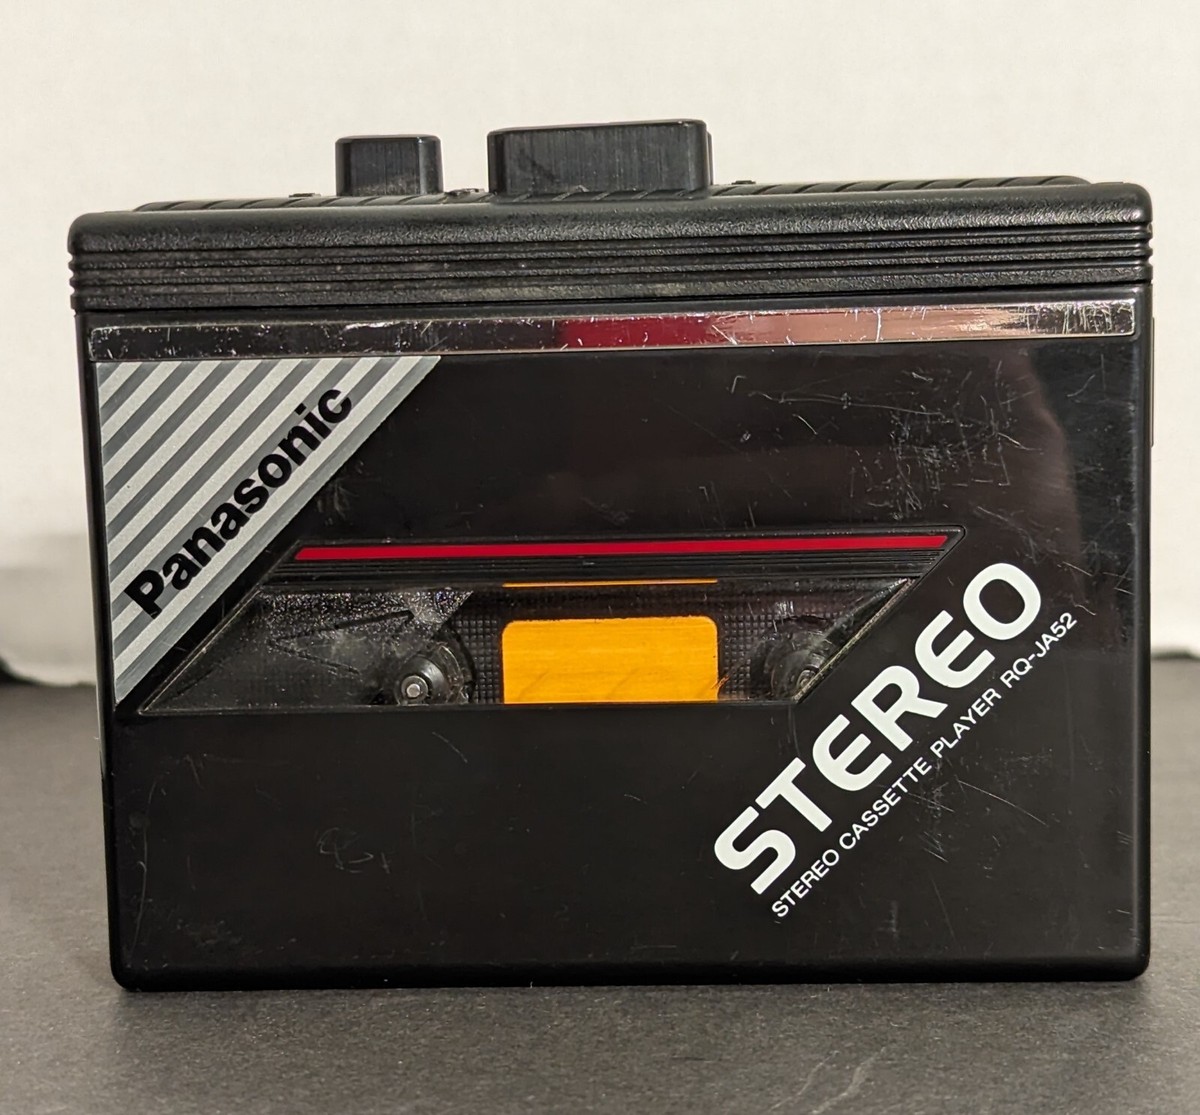 Panasonic
STEREO
STEREO CASSETTE PLAYER RQ-JA52